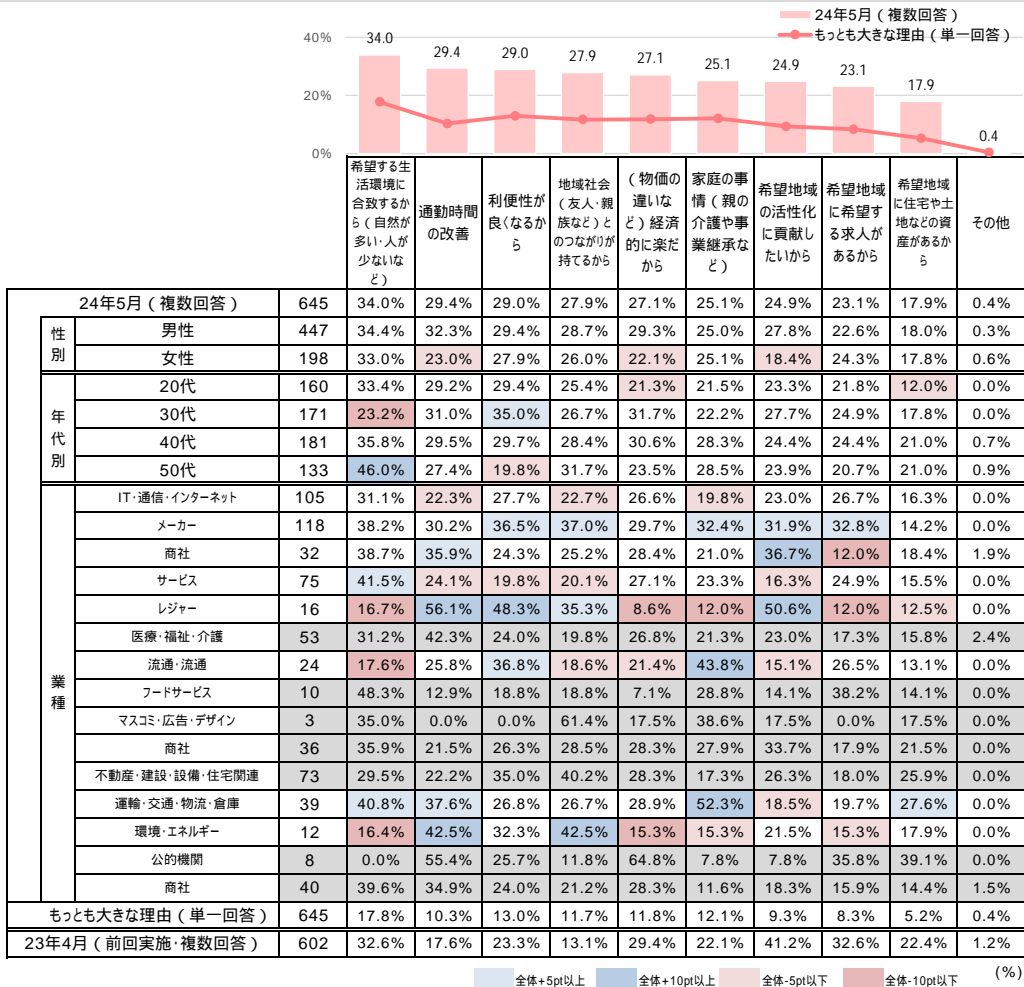 24年5月（複数回答）
もっとも大きな理由（単一回答）
40%
20%
0%
34.0 29.4 29.0 27.9 27.1 25.1 24.9 23.1 17.9 0.4
希望する生
活環境に
合致するか
ら（自然が
多い・人が
少ないな
ど）
通勤時間
の改善
利便性が
良くなるか
ら
地域社会
（友人・親
族など）と
のつながりが
持てるから
（物価の
違いな
ど）経済
的に楽だ
から
家庭の事
情（親の
介護や事
業継承な
ど）
希望地域
の活性化
に貢献し
たいから
希望地域
に希望す
る求人が
あるから
希望地域
に住宅や土
地などの資
産があるか
ら
その他
24年5月（複数回答） 645 34.0% 29.4% 29.0% 27.9% 27.1% 25.1% 24.9% 23.1% 17.9% 0.4%
性別
男性 447 34.4% 32.3% 29.4% 28.7% 29.3% 25.0% 27.8% 22.6% 18.0% 0.3%
女性 198 33.0% 23.0% 27.9% 26.0% 22.1% 25.1% 18.4% 24.3% 17.8% 0.6%
年代別
20代 160 33.4% 29.2% 29.4% 25.4% 21.3% 21.5% 23.3% 21.8% 12.0% 0.0%
30代 171 23.2% 31.0% 35.0% 26.7% 31.7% 22.2% 27.7% 24.9% 17.8% 0.0%
40代 181 35.8% 29.5% 29.7% 28.4% 30.6% 28.3% 24.4% 24.4% 21.0% 0.7%
50代 133 46.0% 27.4% 19.8% 31.7% 23.5% 28.5% 23.9% 20.7% 21.0% 0.9%
業種
IT・通信・インターネット 105 31.1% 22.3% 27.7% 22.7% 26.6% 19.8% 23.0% 26.7% 16.3% 0.0%
メーカー 118 38.2% 30.2% 36.5% 37.0% 29.7% 32.4% 31.9% 32.8% 14.2% 0.0%
商社 32 38.7% 35.9% 24.3% 25.2% 28.4% 21.0% 36.7% 12.0% 18.4% 1.9%
サービス 75 41.5% 24.1% 19.8% 20.1% 27.1% 23.3% 16.3% 24.9% 15.5% 0.0%
レジャー 16 16.7% 56.1% 48.3% 35.3% 8.6% 12.0% 50.6% 12.0% 12.5% 0.0%
医療・福祉・介護 53 31.2% 42.3% 24.0% 19.8% 26.8% 21.3% 23.0% 17.3% 15.8% 2.4%
流通・流通 24 17.6% 25.8% 36.8% 18.6% 21.4% 43.8% 15.1% 26.5% 13.1% 0.0%
フードサービス 10 48.3% 12.9% 18.8% 18.8% 7.1% 28.8% 14.1% 38.2% 14.1% 0.0%
マスコミ・広告・デザイン 3 35.0% 0.0% 0.0% 61.4% 17.5% 38.6% 17.5% 0.0% 17.5% 0.0%
商社 36 35.9% 21.5% 26.3% 28.5% 28.3% 27.9% 33.7% 17.9% 21.5% 0.0%
不動産・建設・設備・住宅関連 73 29.5% 22.2% 35.0% 40.2% 28.3% 17.3% 26.3% 18.0% 25.9% 0.0%
運輸・交通・物流・倉庫 39 40.8% 37.6% 26.8% 26.7% 28.9% 52.3% 18.5% 19.7% 27.6% 0.0%
環境・エネルギー 12 16.4% 42.5% 32.3% 42.5% 15.3% 15.3% 21.5% 15.3% 17.9% 0.0%
公的機関 8 0.0% 55.4% 25.7% 11.8% 64.8% 7.8% 7.8% 35.8% 39.1% 0.0%
商社 40 39.6% 34.9% 24.0% 21.2% 28.3% 11.6% 18.3% 15.9% 14.4% 1.5%
もっとも大きな理由（単一回答） 645 17.8% 10.3% 13.0% 11.7% 11.8% 12.1% 9.3% 8.3% 5.2% 0.4%
23年4月（前回実施・複数回答） 602 32.6% 17.6% 23.3% 13.1% 29.4% 22.1% 41.2% 32.6% 22.4% 1.2%
全体+5pt以上 全体+10pt以上 全体-5pt以下 全体-10pt以下 (%)